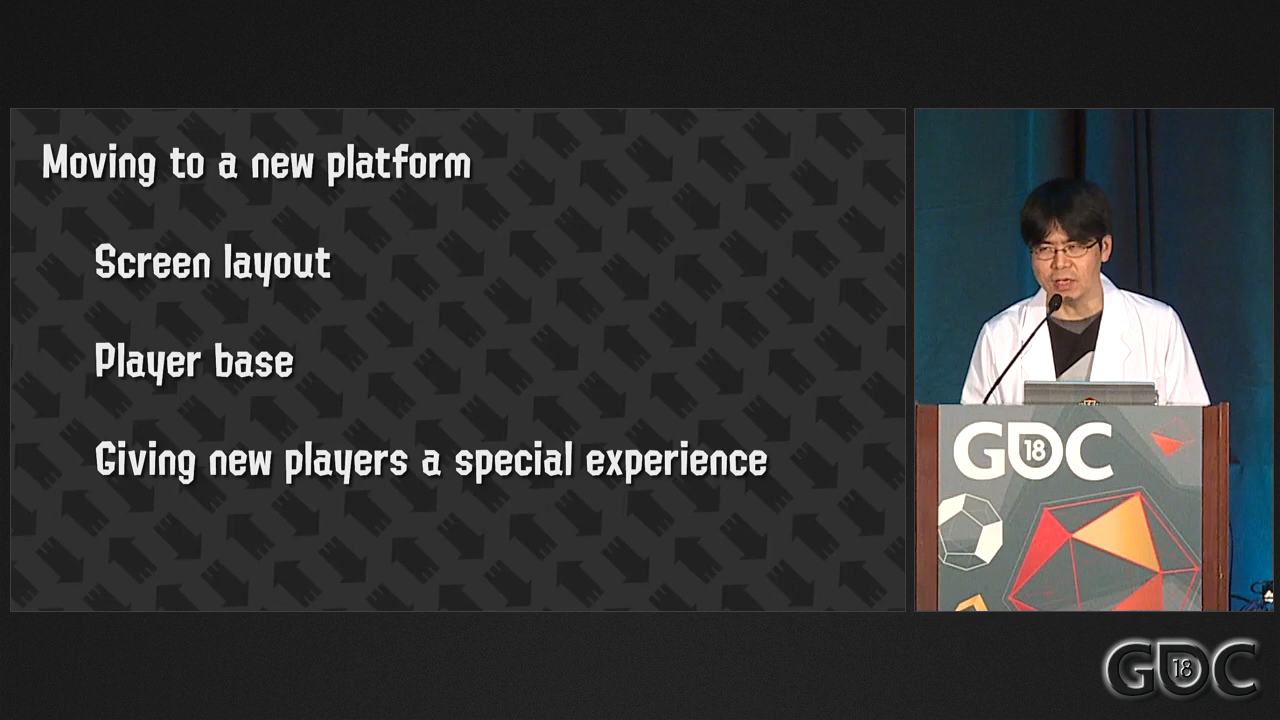 Moving to a new platform
Screen layout
Player base
Giving new players a special experience
GDC
18
GDC
18